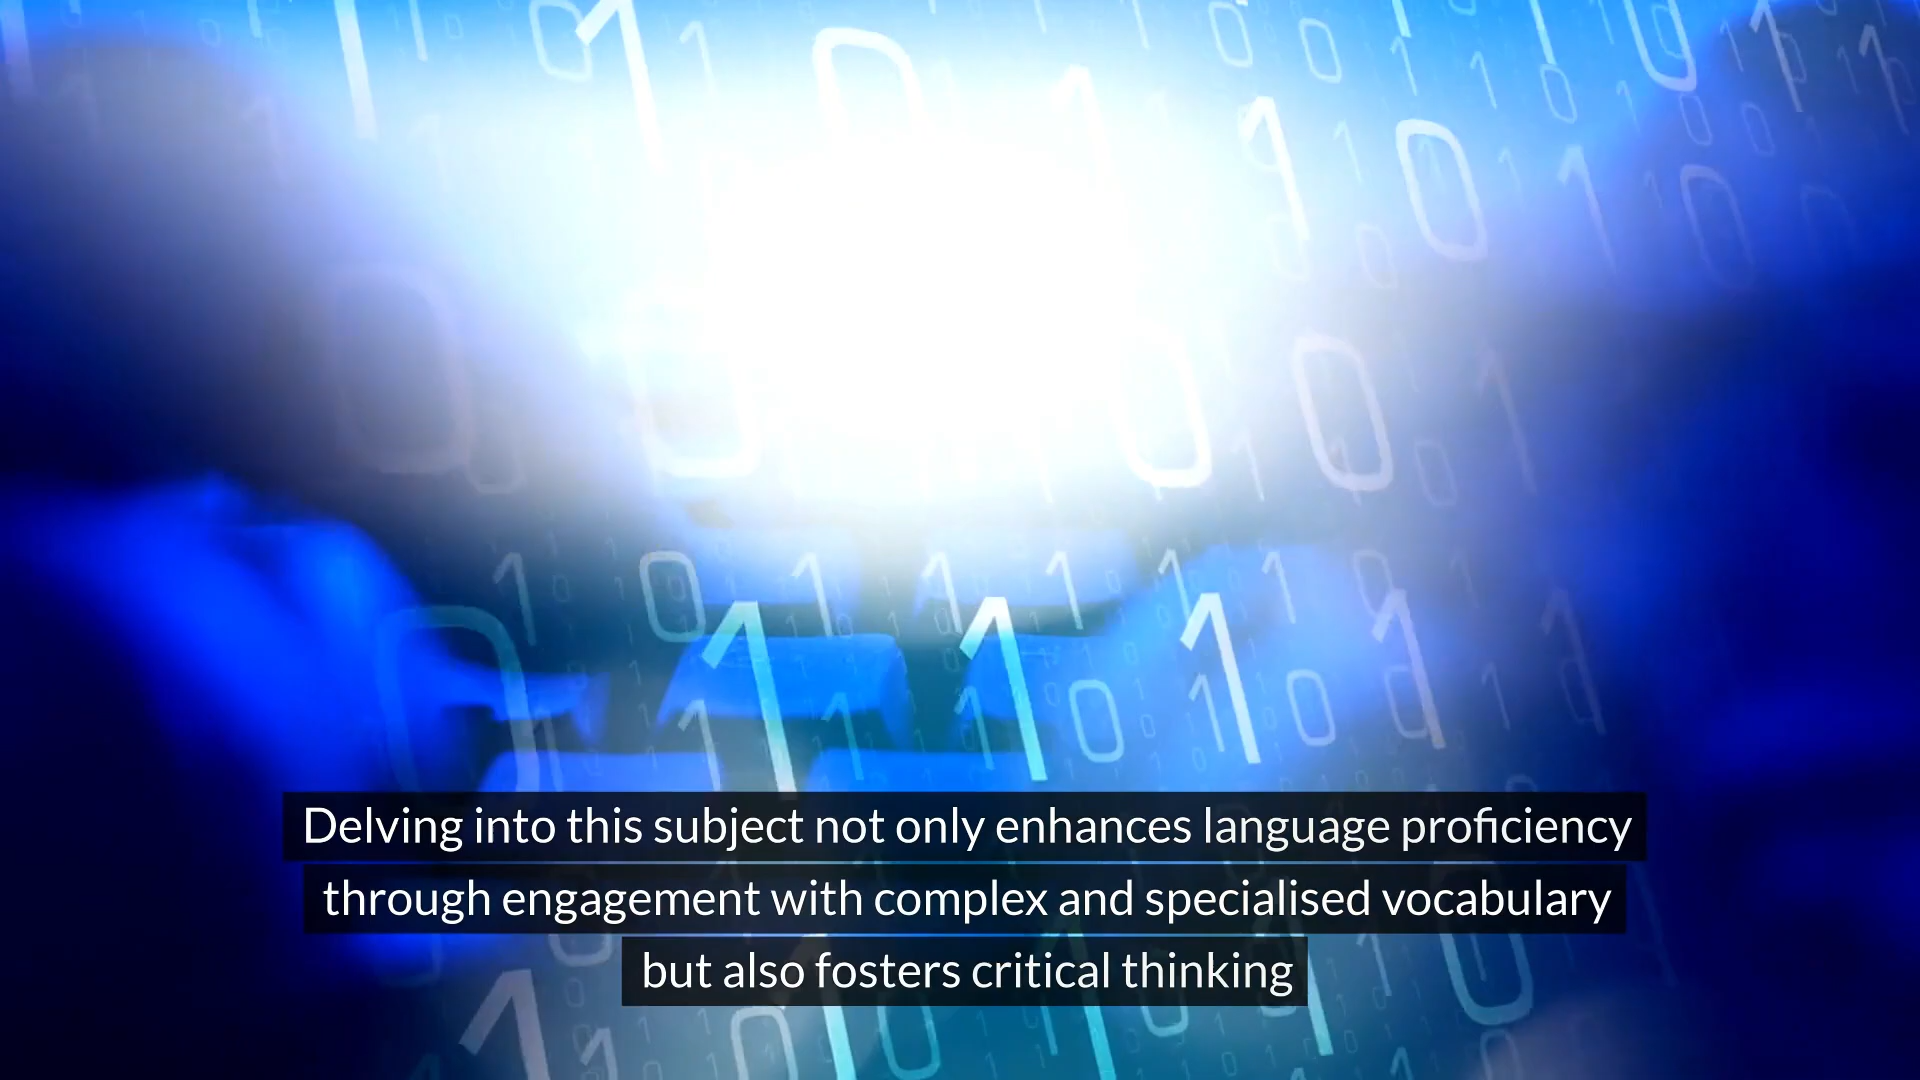 Delving into this subject not only enhances language proficiency
through engagement with complex and specialised vocabulary
but also fosters critical thinking